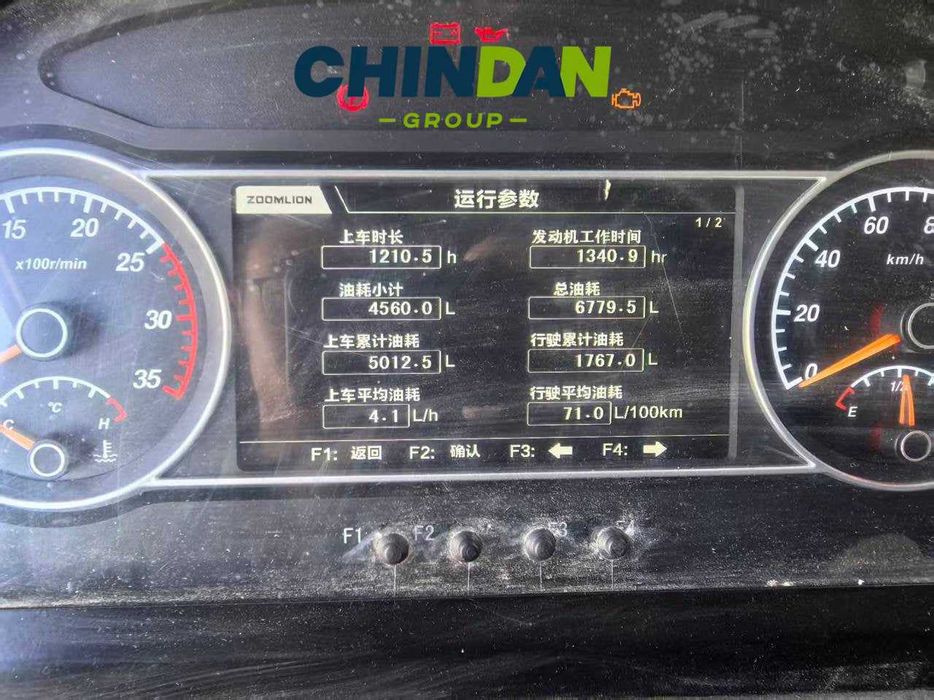 CHINDAN
GROUP
ZOOMLION
运行参数
1/2
上车时长
1210.5 h
发动机工作时间
1340.9 hr
油耗小计
4560.0 L
总油耗
6779.5 L
上车累计油耗
5012.5 L
行驶累计油耗
1767.0 L
上车平均油耗
4.1 L/h
行驶平均油耗
71.0 L/100km
F1: 返回 F2: 确认 F3: F4:
15 20 25 30 35
x100r/min
°C
C H
0 20 40 60
km/h
E 1/2
F1 F2 F3 F4